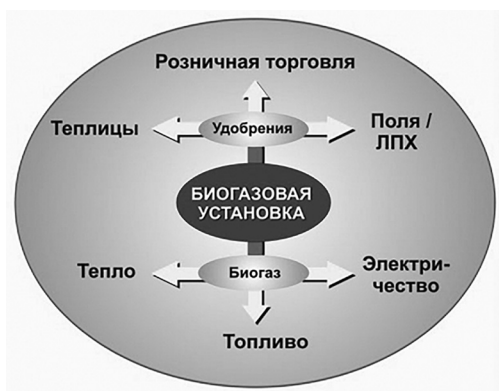 Розничная торговля
Теплицы
Удобрения
Поля /
ЛПХ
БИОГАЗОВАЯ
УСТАНОВКА
Тепло
Биогаз
Электри-
чество
Топливо